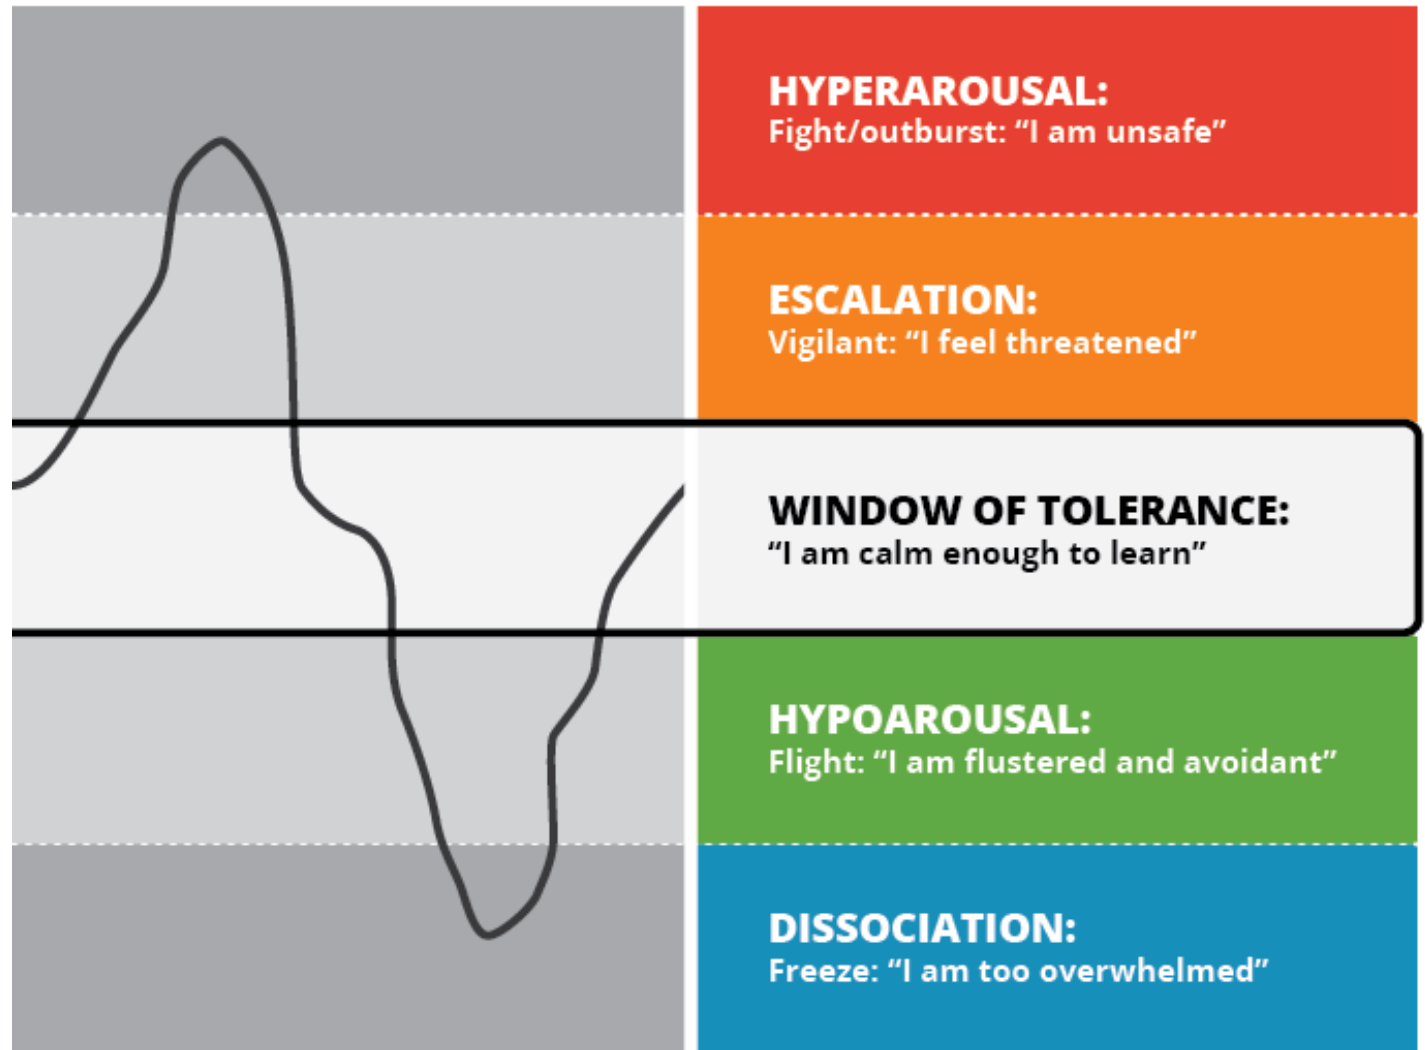 HYPERAROUSAL:
Fight/outburst: “I am unsafe”
ESCALATION:
Vigilant: “I feel threatened”
WINDOW OF TOLERANCE:
“I am calm enough to learn”
HYPOAROUSAL:
Flight: “I am flustered and avoidant”
DISSOCIATION:
Freeze: “I am too overwhelmed”